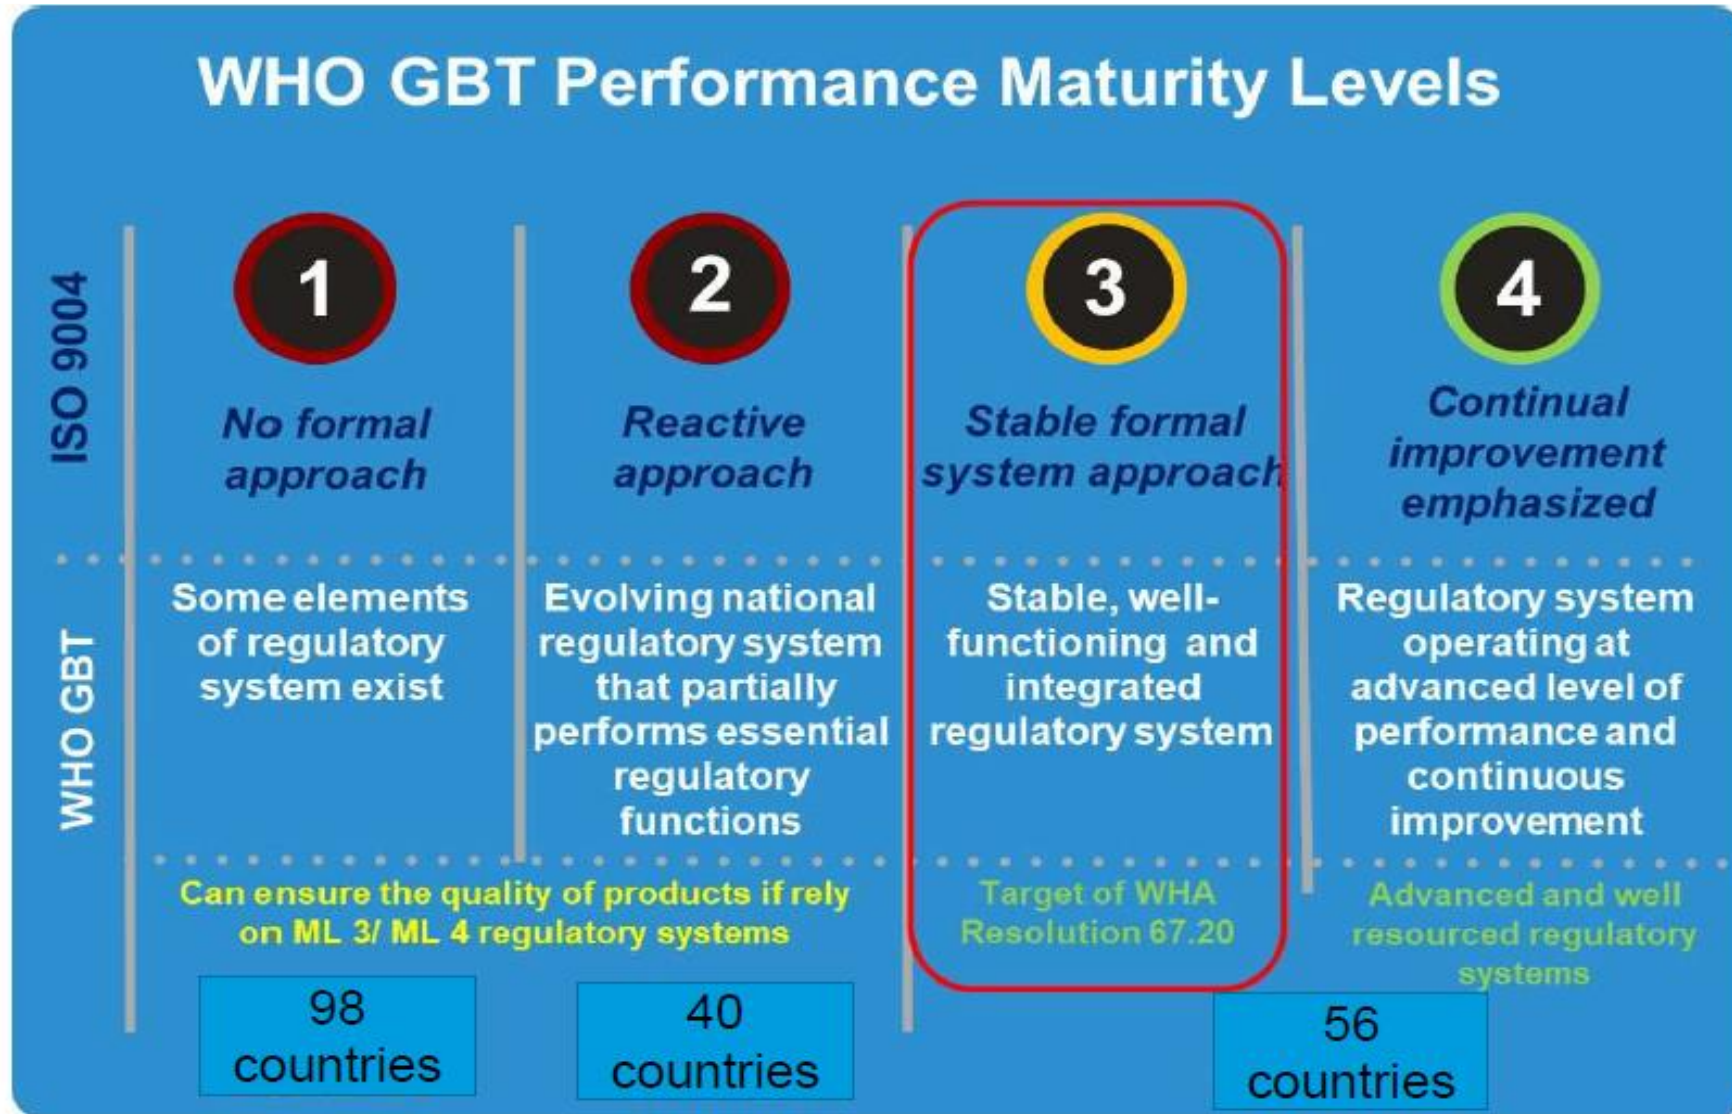 WHO GBT Performance Maturity Levels
ISO 9004
1
No formal
approach
2
Reactive
approach
3
Stable formal
system approach
4
Continual
improvement
emphasized
WHO GBT
Some elements
of regulatory
system exist
Evolving national
regulatory system
that partially
performs essential
regulatory
functions
Stable, well-
functioning and
integrated
regulatory system
Regulatory system
operating at
advanced level of
performance and
continuous
improvement
Can ensure the quality of products if rely
on ML 3/ ML 4 regulatory systems
Target of WHA
Resolution 67.20
Advanced and well
resourced regulatory
systems
98
countries
40
countries
56
countries